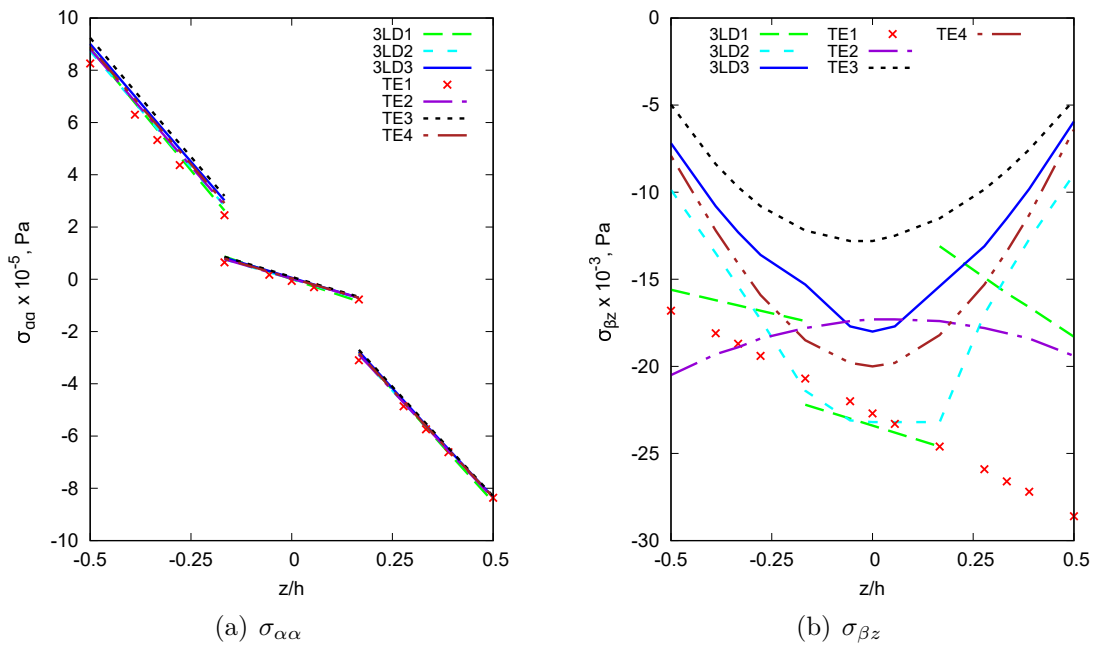 10
8
6
4
2
0
-2
-4
-6
-8
-10
-0.5
-0.25
0
0.25
0.5
σαα x 10-5, Pa
z/h
3LD1
3LD2
3LD3
TE1
TE2
TE3
TE4
(a) σαα
0
-5
-10
-15
-20
-25
-30
-0.5
-0.25
0
0.25
0.5
σβz x 10-3, Pa
z/h
3LD1
3LD2
3LD3
TE1
TE2
TE3
TE4
(b) σβz